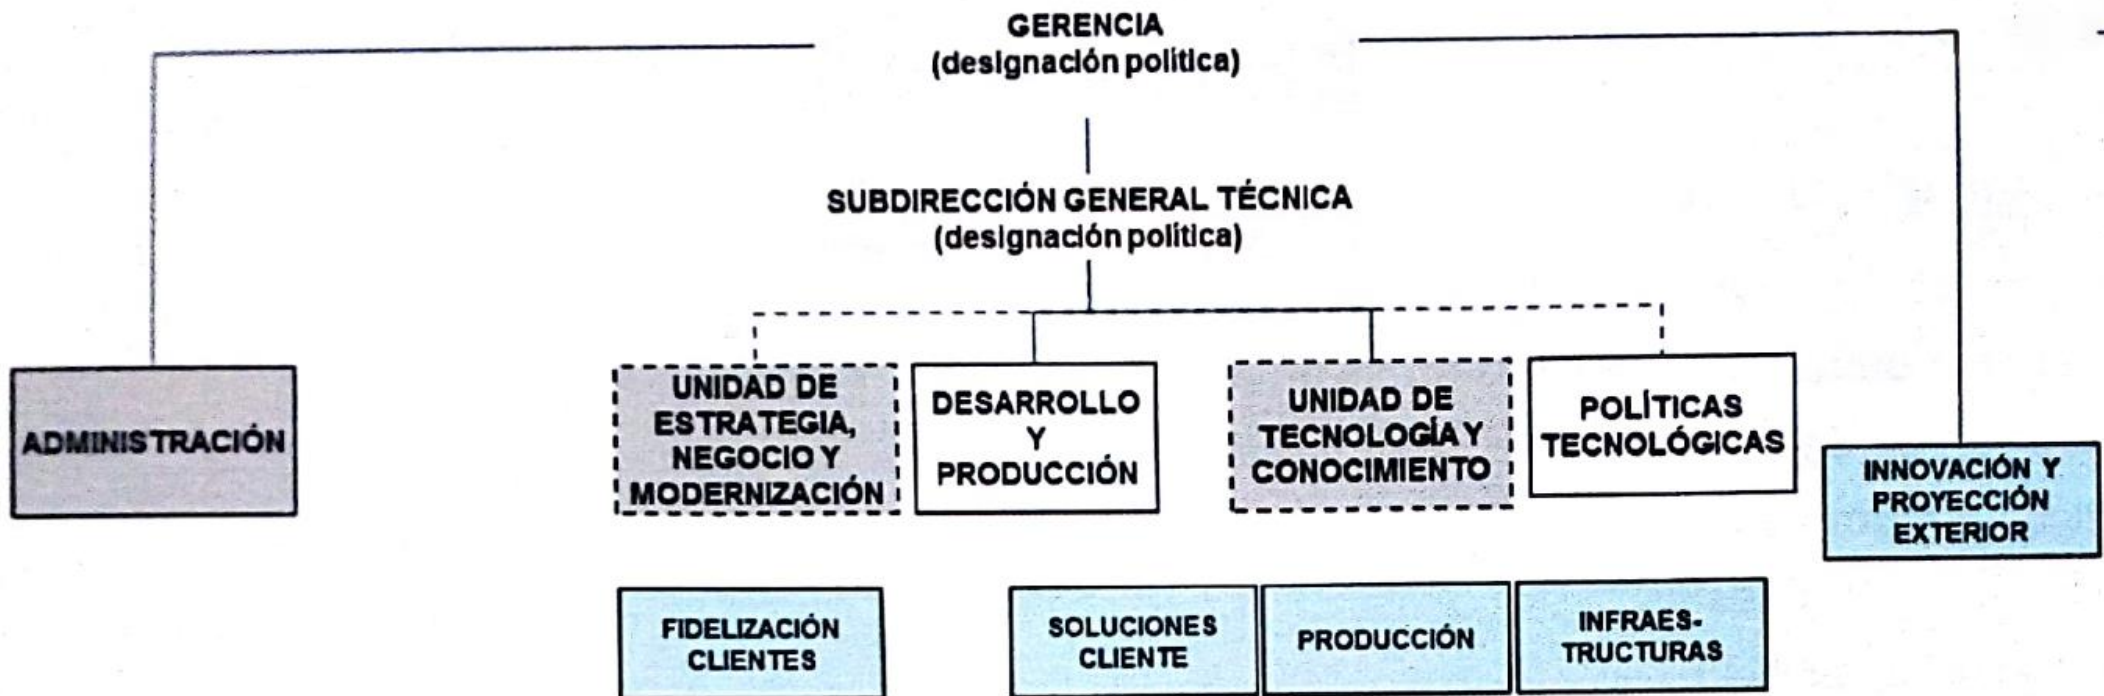 GERENCIA
(designación política)
SUBDIRECCIÓN GENERAL TÉCNICA
(designación política)
ADMINISTRACIÓN
UNIDAD DE
ESTRATEGIA,
NEGOCIO Y
MODERNIZACIÓN
DESARROLLO
Y
PRODUCCIÓN
UNIDAD DE
TECNOLOGÍA Y
CONOCIMIENTO
POLÍTICAS
TECNOLÓGICAS
INNOVACIÓN Y
PROYECCIÓN
EXTERIOR
FIDELIZACIÓN
CLIENTES
SOLUCIONES
CLIENTE
PRODUCCIÓN
INFRAES-
TRUCTURAS